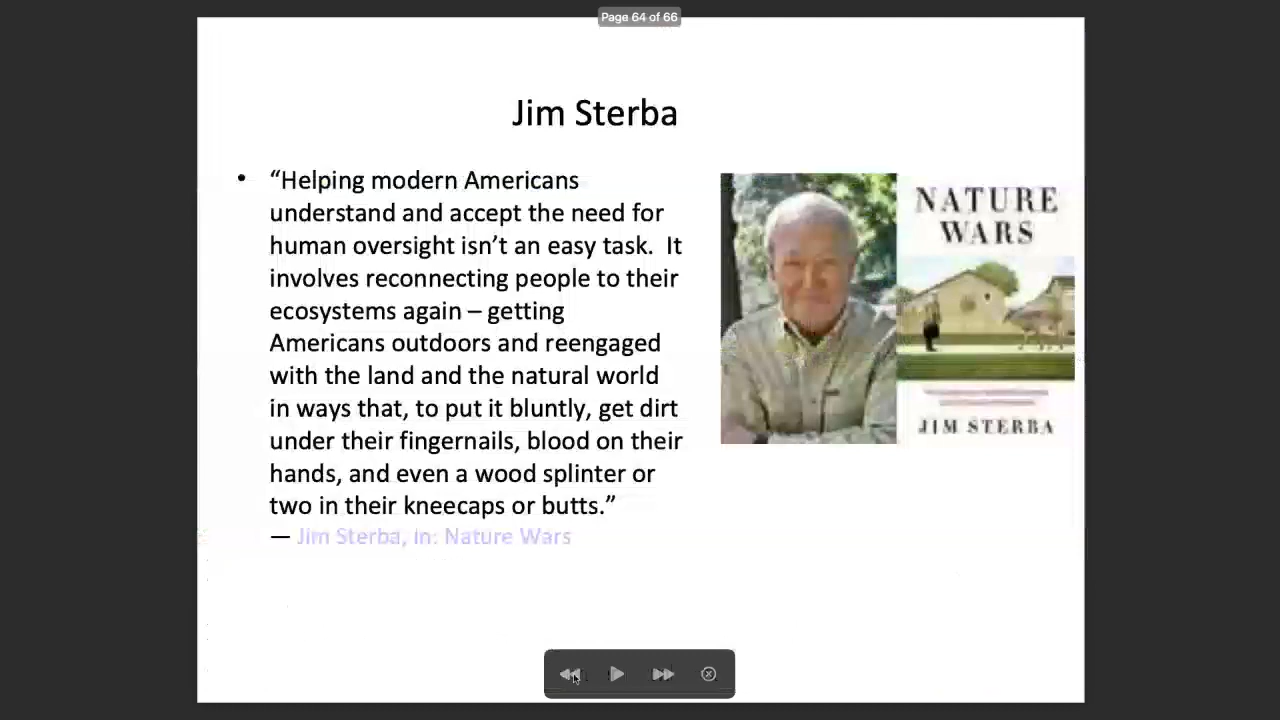 Page 64 of 66
Jim Sterba
• “Helping modern Americans
understand and accept the need for
human oversight isn’t an easy task.  It
involves reconnecting people to their
ecosystems again – getting
Americans outdoors and reengaged
with the land and the natural world
in ways that, to put it bluntly, get dirt
under their fingernails, blood on their
hands, and even a wood splinter or
two in their kneecaps or butts.”
― Jim Sterba, in: Nature Wars
NATURE
WARS
JIM STERBA